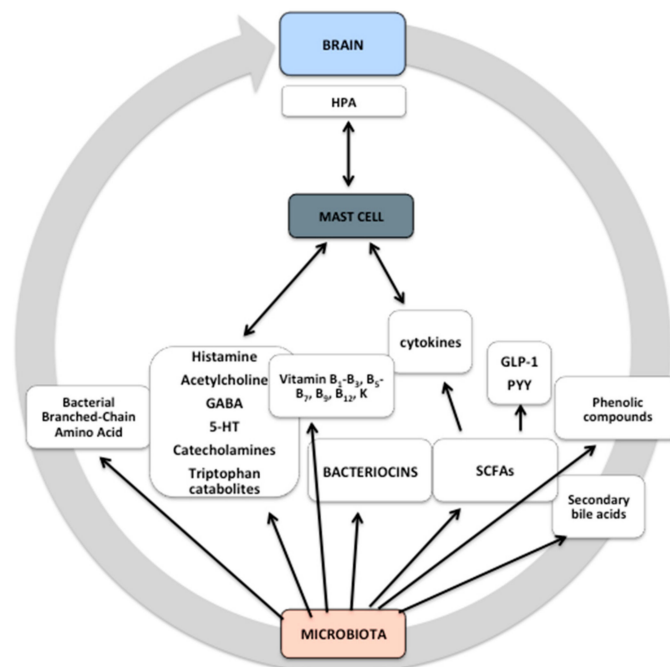 BRAIN
HPA
MAST CELL
cytokines
GLP-1
PYY
Histamine
Acetylcholine
GABA
5-HT
Catecholamines
Triptophan
catabolites
Vitamin B₁-B₃, B₅-
B₇, B₉, B₁₂, K
Bacterial
Branched-Chain
Amino Acid
Phenolic
compounds
BACTERIOCINS
SCFAs
Secondary
bile acids
MICROBIOTA